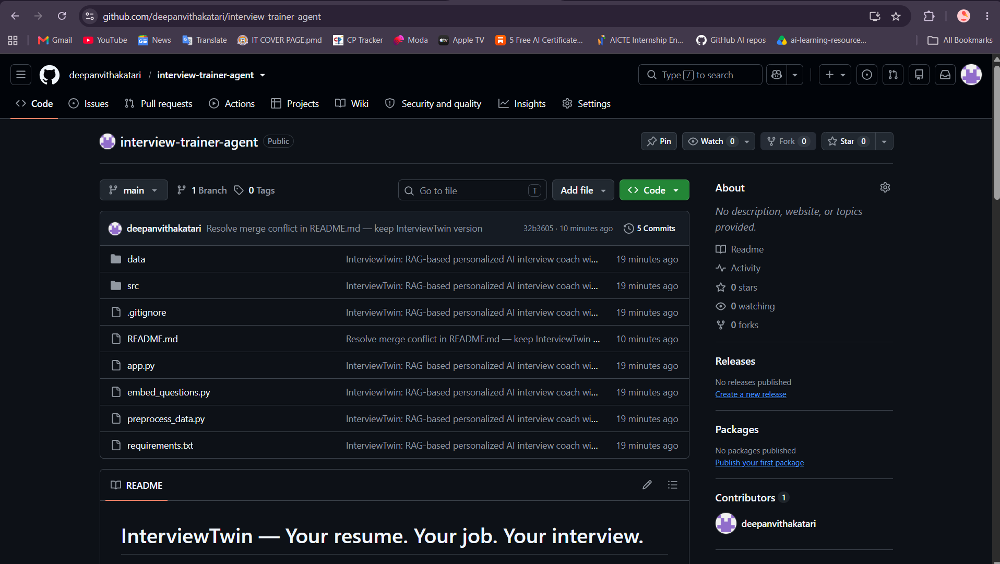 github.com/deepanvithakatari/interview-trainer-agent
Gmail YouTube News Translate IT COVER PAGE.pmd CP Tracker Moda Apple TV 5 Free AI Certificate... AICTE Internship En... GitHub AI repos ai-learning-resource... All Bookmarks
deepanvithakatari / interview-trainer-agent Type / to search
Code Issues Pull requests Actions Projects Wiki Security and quality Insights Settings
interview-trainer-agent Public Pin Watch 0 Fork 0 Star 0
main 1 Branch 0 Tags Go to file T Add file Code
deepanvithakatari Resolve merge conflict in README.md — keep InterviewTwin version 32b3605 · 10 minutes ago 5 Commits
data InterviewTwin: RAG-based personalized AI interview coach wi... 19 minutes ago
src InterviewTwin: RAG-based personalized AI interview coach wi... 19 minutes ago
.gitignore InterviewTwin: RAG-based personalized AI interview coach wi... 19 minutes ago
README.md Resolve merge conflict in README.md — keep InterviewTwin ... 10 minutes ago
app.py InterviewTwin: RAG-based personalized AI interview coach wi... 19 minutes ago
embed_questions.py InterviewTwin: RAG-based personalized AI interview coach wi... 19 minutes ago
preprocess_data.py InterviewTwin: RAG-based personalized AI interview coach wi... 19 minutes ago
requirements.txt InterviewTwin: RAG-based personalized AI interview coach wi... 19 minutes ago
README
InterviewTwin — Your resume. Your job. Your interview.
About
No description, website, or topics
provided.
Readme
Activity
0 stars
0 watching
0 forks
Releases
No releases published
Create a new release
Packages
No packages published
Publish your first package
Contributors 1
deepanvithakatari